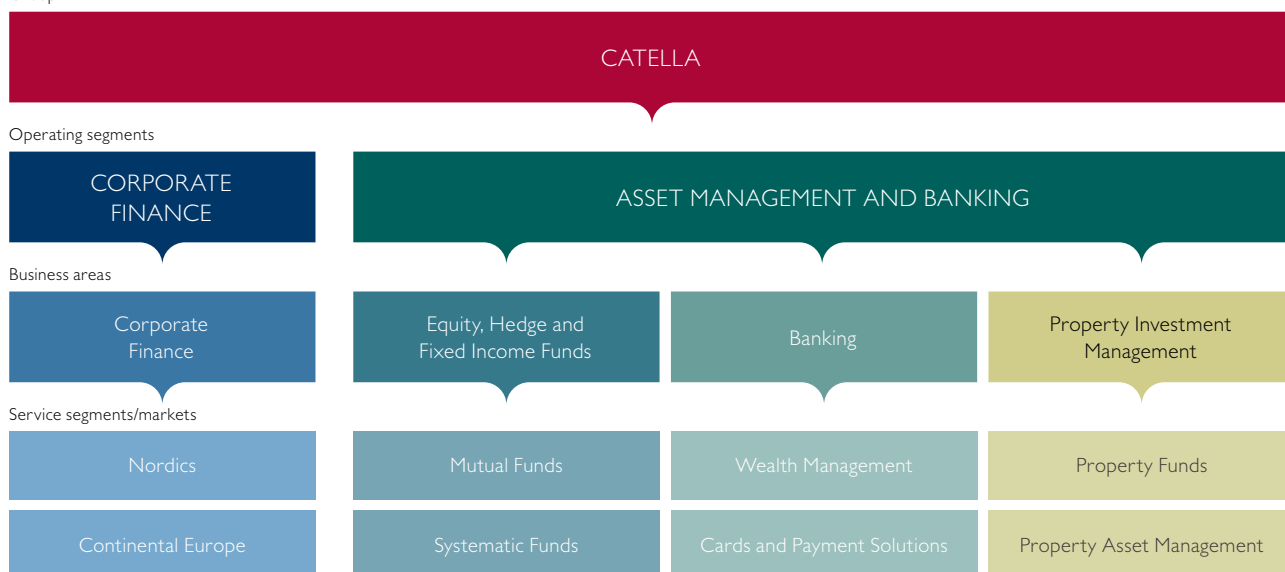 CATELLA
Operating segments
CORPORATE
FINANCE
ASSET MANAGEMENT AND BANKING
Business areas
Corporate
Finance
Equity, Hedge and
Fixed Income Funds
Banking
Property Investment
Management
Service segments/markets
Nordics
Mutual Funds
Wealth Management
Property Funds
Continental Europe
Systematic Funds
Cards and Payment Solutions
Property Asset Management